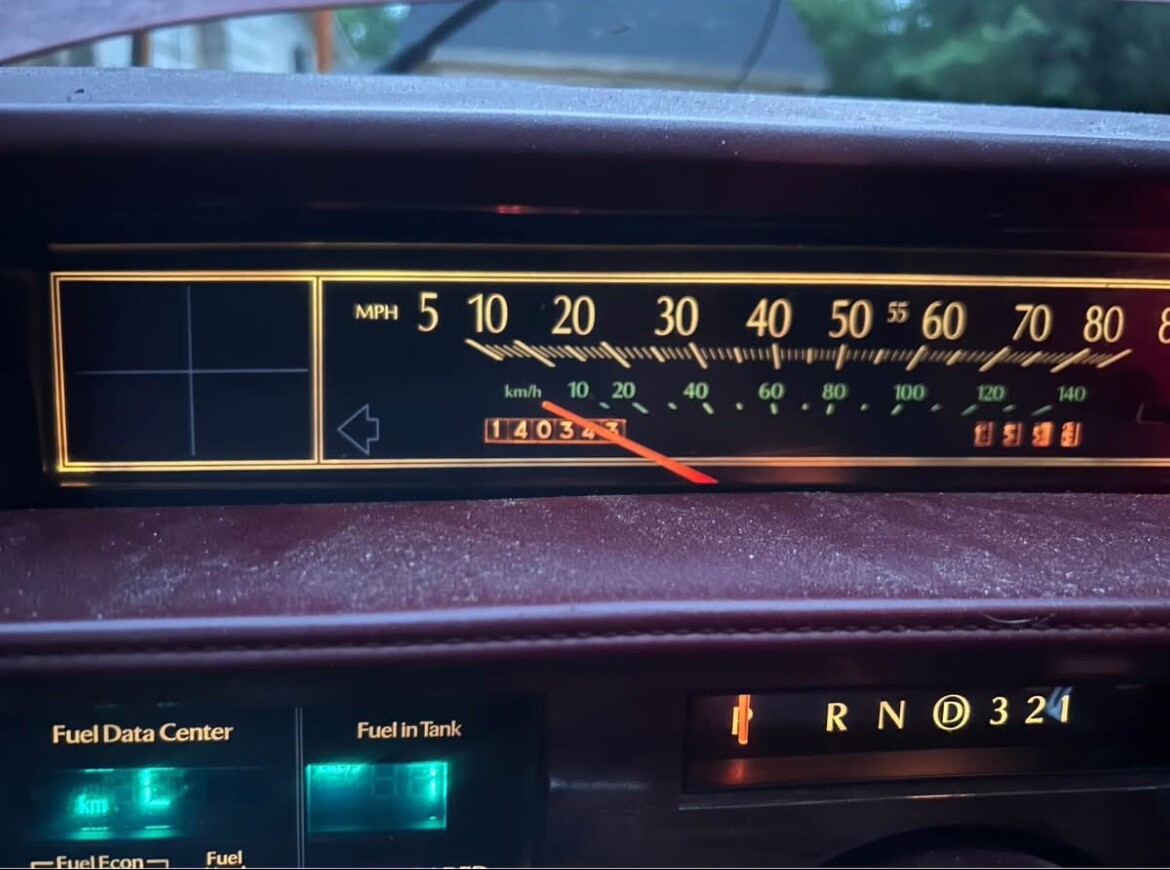 MPH 5 10 20 30 40 50 55 60 70 80
km/h 10 20 40 60 80 100 120 140
140343
Fuel Data Center
Fuel in Tank
P R N D 3 2 1
km
Fuel Econ
Fuel